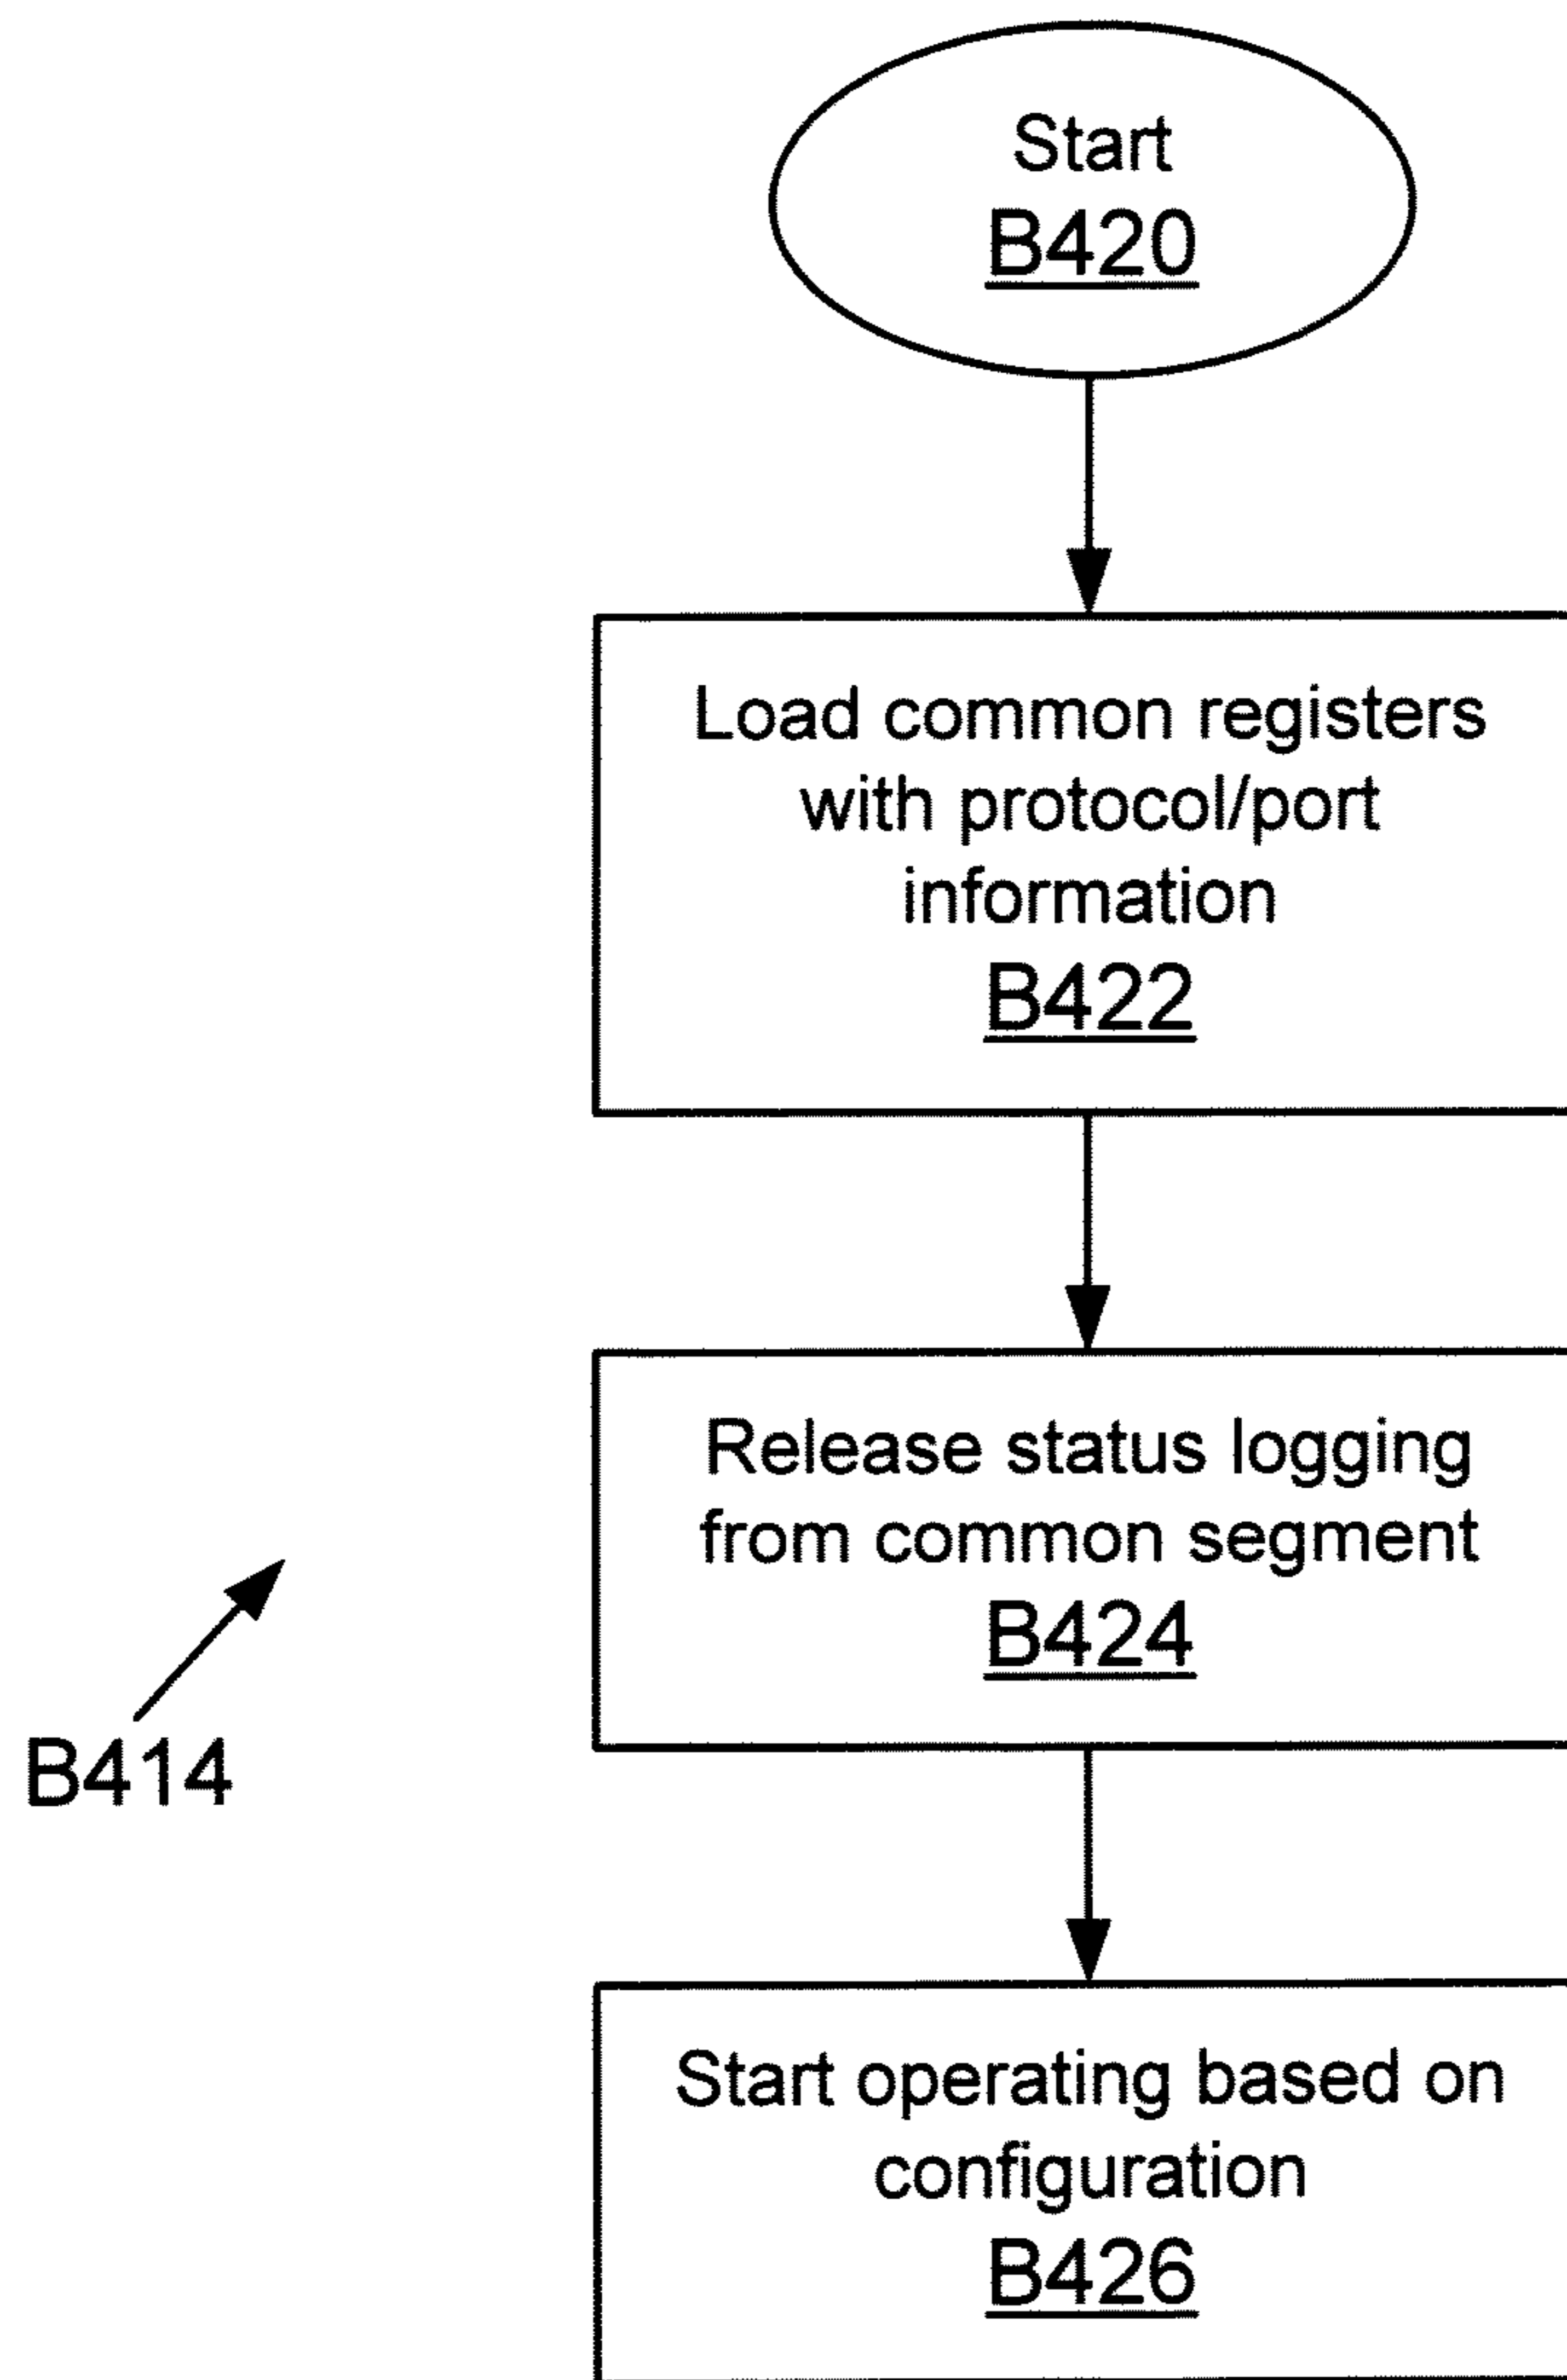 Start
B420
Load common registers
with protocol/port
information
B422
Release status logging
from common segment
B424
B414
Start operating based on
configuration
B426